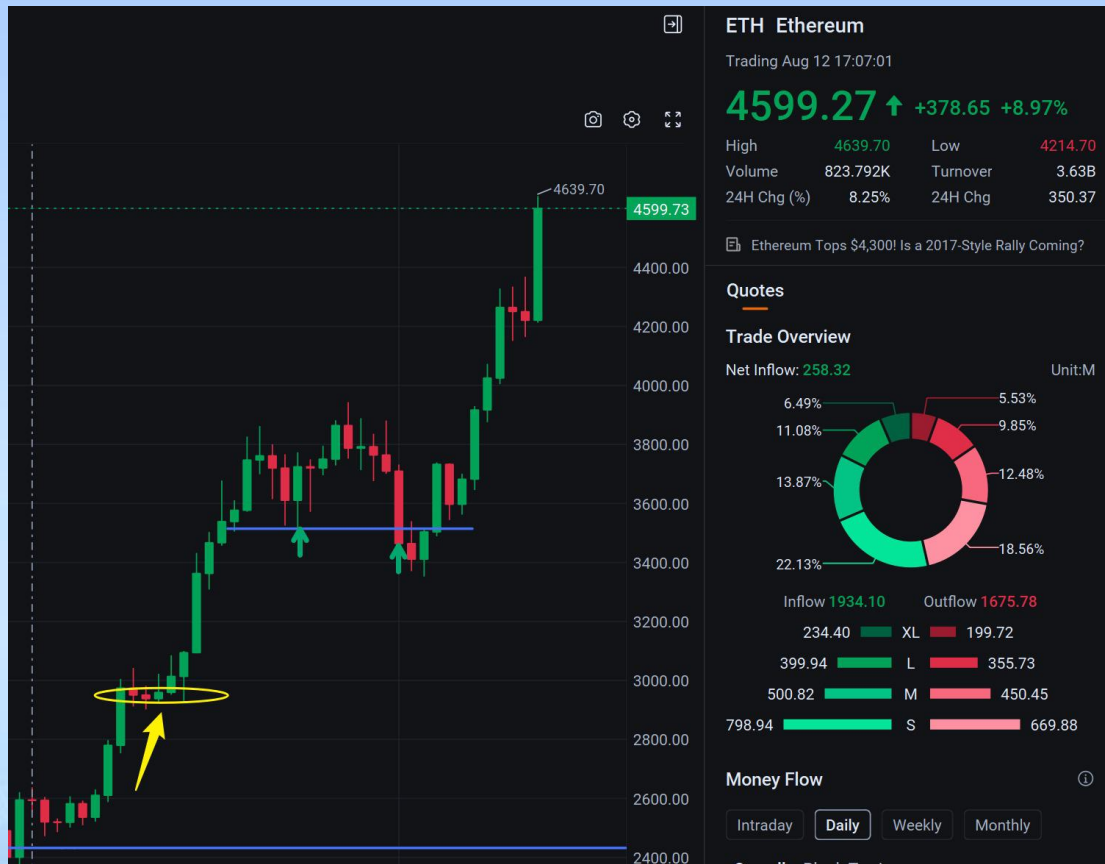 4639.70
4599.73
4400.00
4200.00
4000.00
3800.00
3600.00
3400.00
3200.00
3000.00
2800.00
2600.00
2400.00
ETH Ethereum
Trading Aug 12 17:07:01
4599.27 +378.65 +8.97%
High 4639.70 Low 4214.70
Volume 823.792K Turnover 3.63B
24H Chg (%) 8.25% 24H Chg 350.37
Ethereum Tops $4,300! Is a 2017-Style Rally Coming?
Quotes
Trade Overview
Net Inflow: 258.32 Unit:M
6.49% 5.53%
11.08% 9.85%
13.87% 12.48%
22.13% 18.56%
Inflow 1934.10 Outflow 1675.78
234.40 XL 199.72
399.94 L 355.73
500.82 M 450.45
798.94 S 669.88
Money Flow
Intraday Daily Weekly Monthly